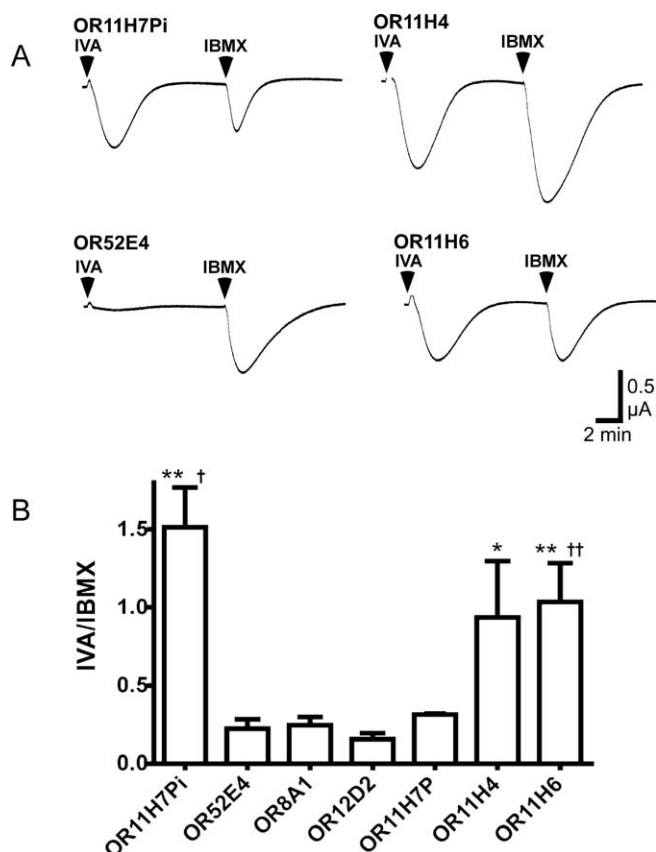 A
OR11H7Pi
IVA IBMX
OR11H4
IVA IBMX
OR52E4
IVA IBMX
OR11H6
IVA IBMX
0.5
µA
2 min
B
IVA/IBMX
1.5
1.0
0.5
0.0
** †
*
** ††
OR11H7Pi
OR52E4
OR8A1
OR12D2
OR11H7P
OR11H4
OR11H6